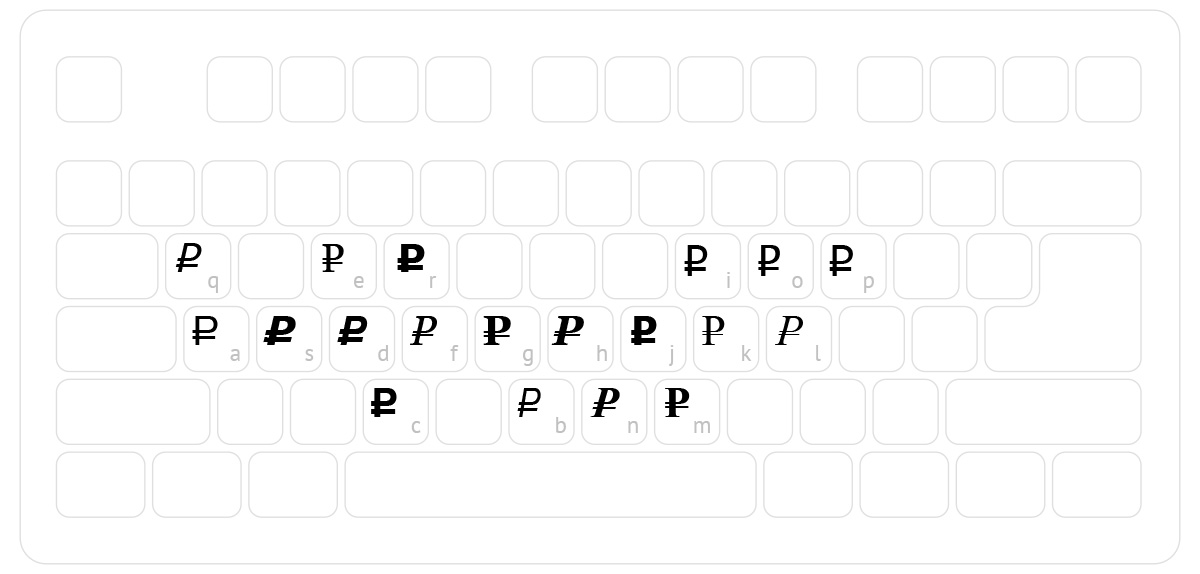 ₽ q ₽ e ₽ r ₽ i ₽ o ₽ p
₽ a ₽ s ₽ d ₽ f ₽ g ₽ h ₽ j ₽ k ₽ l
₽ c ₽ b ₽ n ₽ m